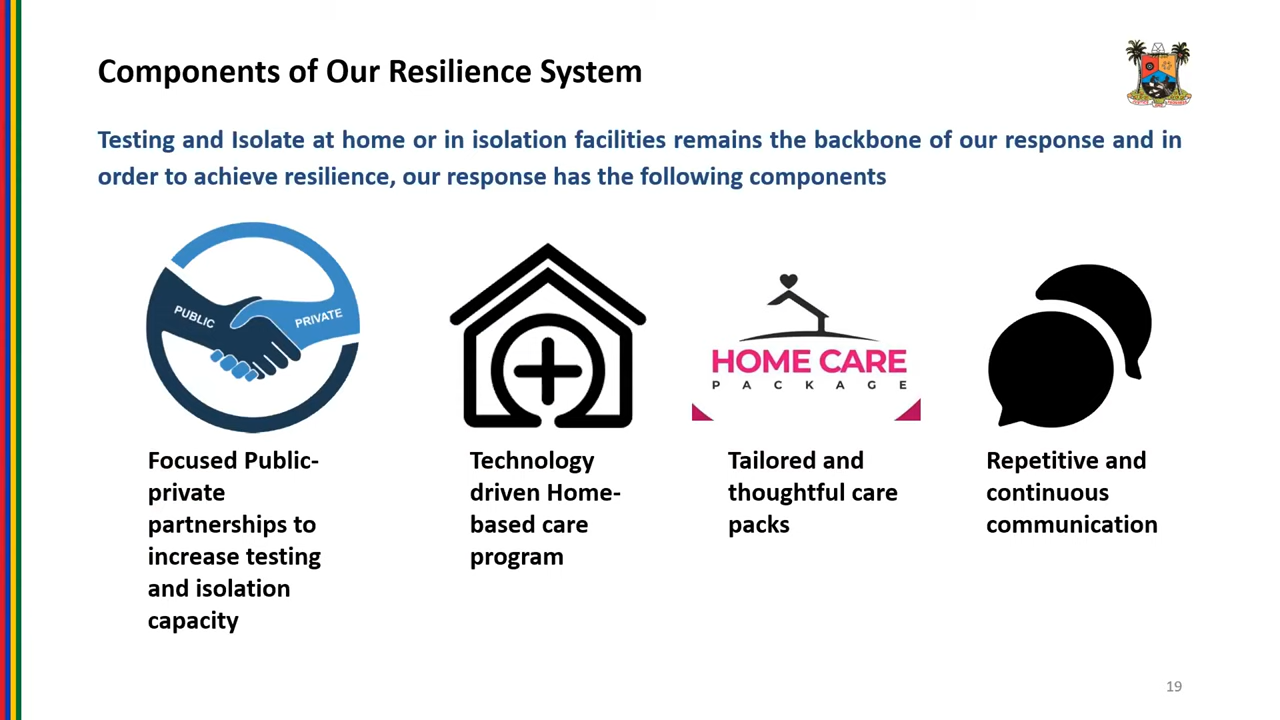 Components of Our Resilience System
Testing and Isolate at home or in isolation facilities remains the backbone of our response and in
order to achieve resilience, our response has the following components
PUBLIC
PRIVATE
HOME CARE
PACKAGE
Focused Public-
private
partnerships to
increase testing
and isolation
capacity
Technology
driven Home-
based care
program
Tailored and
thoughtful care
packs
Repetitive and
continuous
communication
19